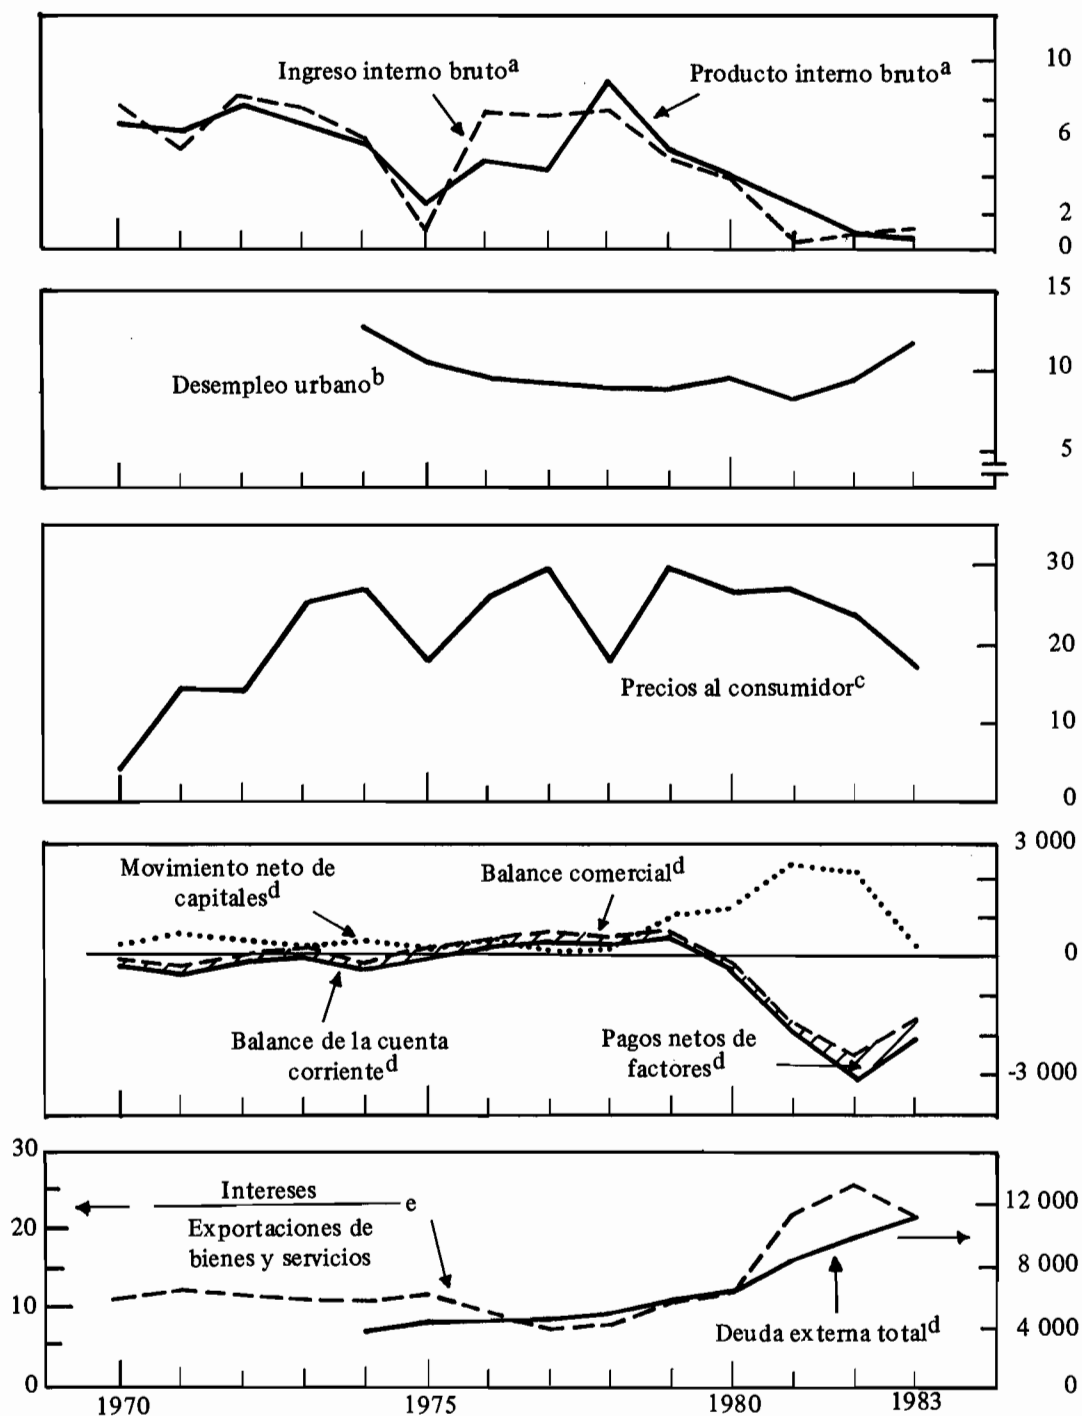 Ingreso interno bruto^a
Producto interno bruto^a
10
6
2
0
Desempleo urbano^b
15
10
5
Precios al consumidor^c
30
20
10
0
Movimiento neto de
capitales^d
Balance comercial^d
Balance de la cuenta
corriente^d
Pagos netos de
factores^d
3 000
0
-3 000
30
20
10
0
Intereses
e
Exportaciones de
bienes y servicios
Deuda externa total^d
12 000
8 000
4 000
0
1970
1975
1980
1983